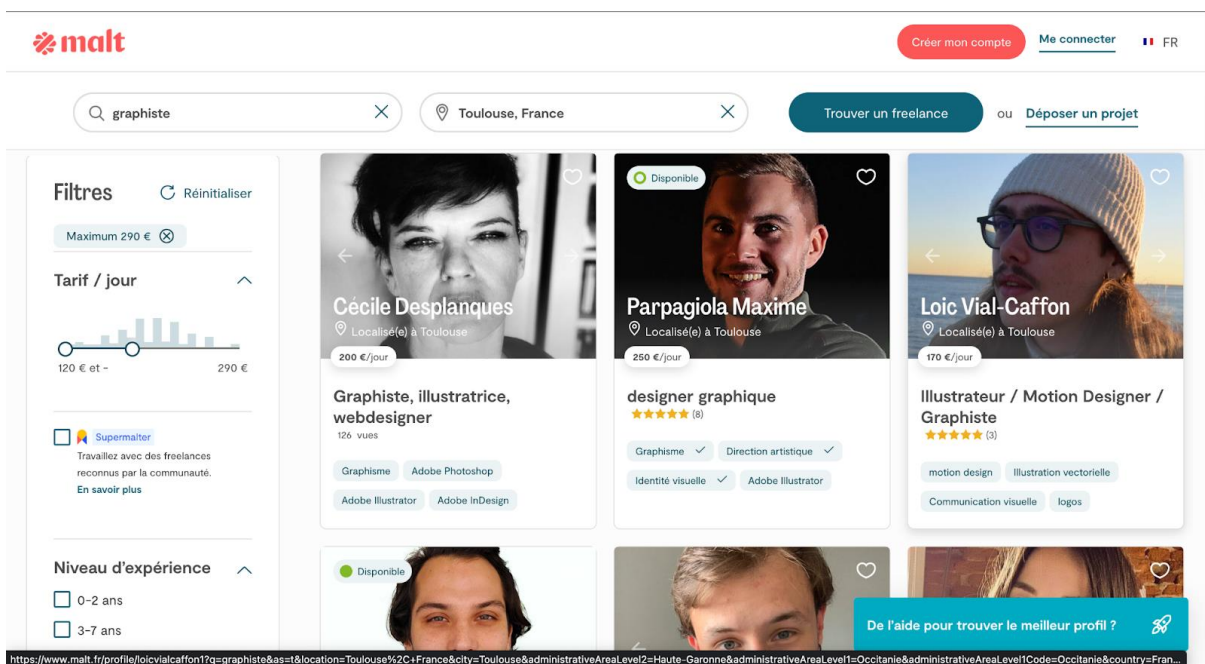 malt
Créer mon compte
Me connecter
FR
graphiste
Toulouse, France
Trouver un freelance
ou
Déposer un projet
Filtres
Réinitialiser
Maximum 290 €
Tarif / jour
120 € et -
290 €
Supermalter
Travaillez avec des freelances
reconnus par la communauté.
En savoir plus
Niveau d'expérience
0-2 ans
3-7 ans
Cécile Desplanques
Localisé(e) à Toulouse
200 €/jour
Graphiste, illustratrice,
webdesigner
126 vues
Graphisme
Adobe Photoshop
Adobe Illustrator
Adobe InDesign
Disponible
Parpagiola Maxime
Localisé(e) à Toulouse
250 €/jour
designer graphique
(8)
Graphisme
Direction artistique
Identité visuelle
Adobe Illustrator
Loic Vial-Caffon
Localisé(e) à Toulouse
170 €/jour
Illustrateur / Motion Designer /
Graphiste
(3)
motion design
Illustration vectorielle
Communication visuelle
logos
Disponible
De l'aide pour trouver le meilleur profil ?
https://www.malt.fr/profile/loicvialcaffon1?q=graphiste&as=t&location=Toulouse%2C+France&city=Toulouse&administrativeAreaLevel2=Haute-Garonne&administrativeAreaLevel1=Occitanie&administrativeAreaLevel1Code=Occitanie&country=Fran...